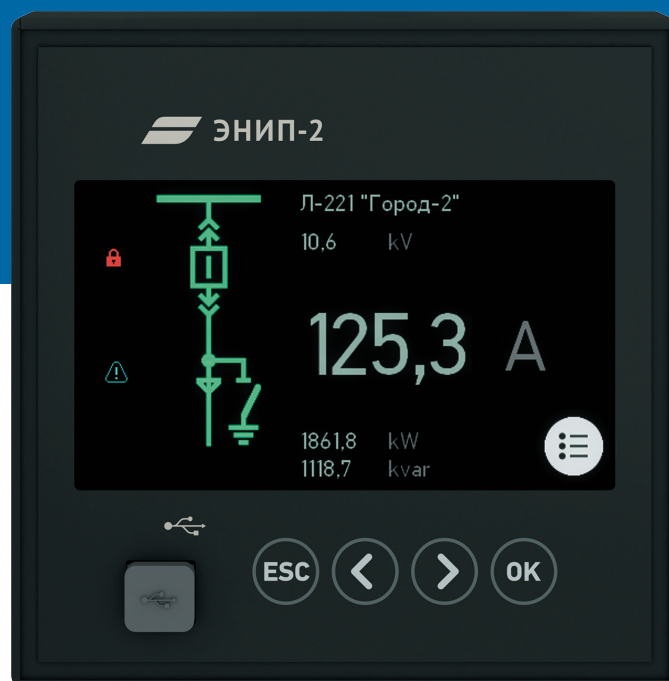 ЭНИП-2
Л-221 "Город-2"
10,6 kV
125,3 A
1861,8 kW
1118,7 kvar
ESC
OK